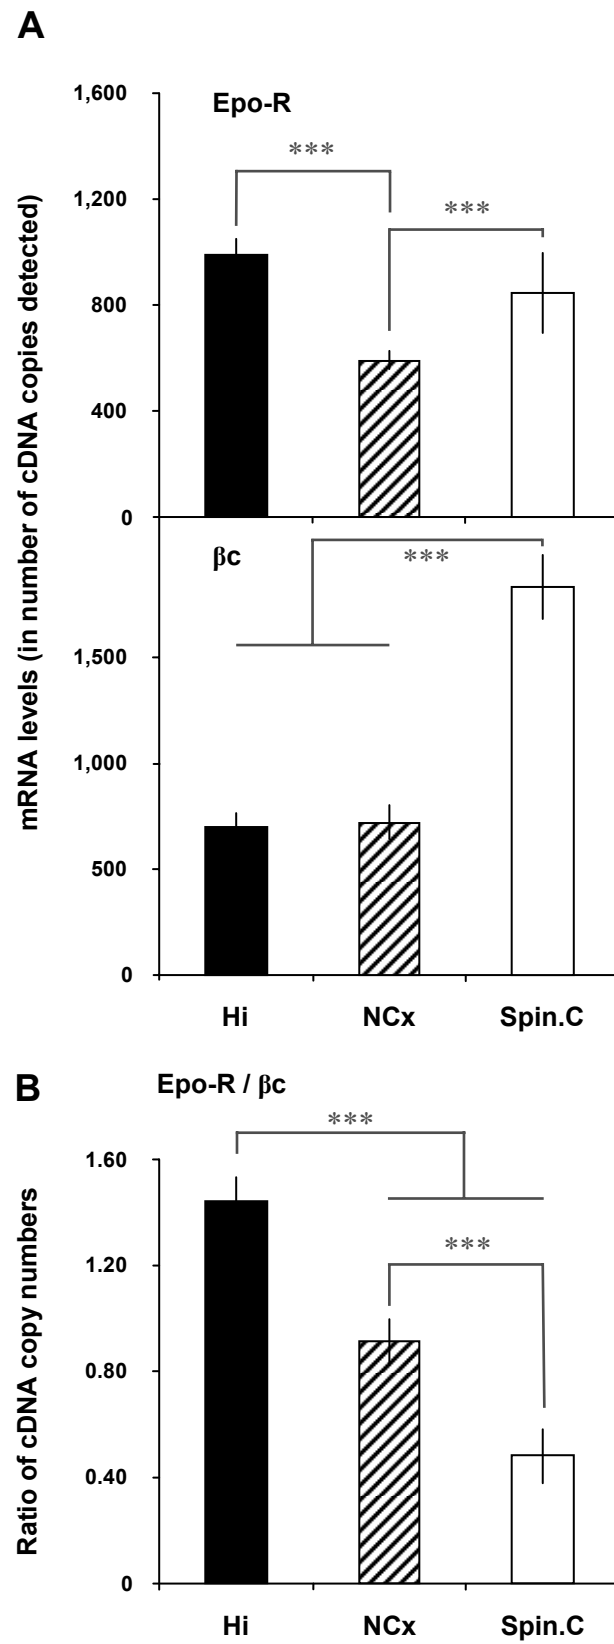 A
mRNA levels (in number of cDNA copies detected)
Epo-R
1,600
1,200
800
400
0
***
***
βc
1,500
1,000
500
0
***
Hi NCx Spin.C
B
Epo-R / βc
Ratio of cDNA copy numbers
***
1.60
1.20
0.80
0.40
0
***
Hi NCx Spin.C